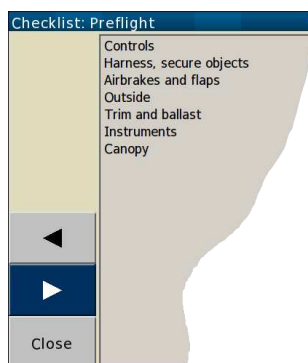 Checklist: Preflight
Controls
Harness, secure objects
Airbrakes and flaps
Outside
Trim and ballast
Instruments
Canopy
Close